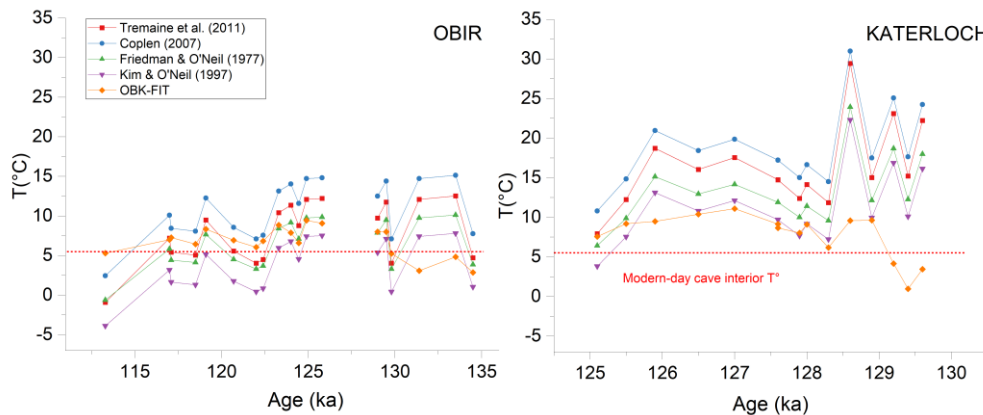 OBIR
Tremaine et al. (2011)
Coplen (2007)
Friedman & O'Neil (1977)
Kim & O'Neil (1997)
OBK-FIT
T(°C)
35
30
25
20
15
10
5
0
-5
115 120 125 130 135
Age (ka)
KATERLOCH
T(°C)
35
30
25
20
15
10
5
0
-5
Modern-day cave interior T°
125 126 127 128 129 130
Age (ka)